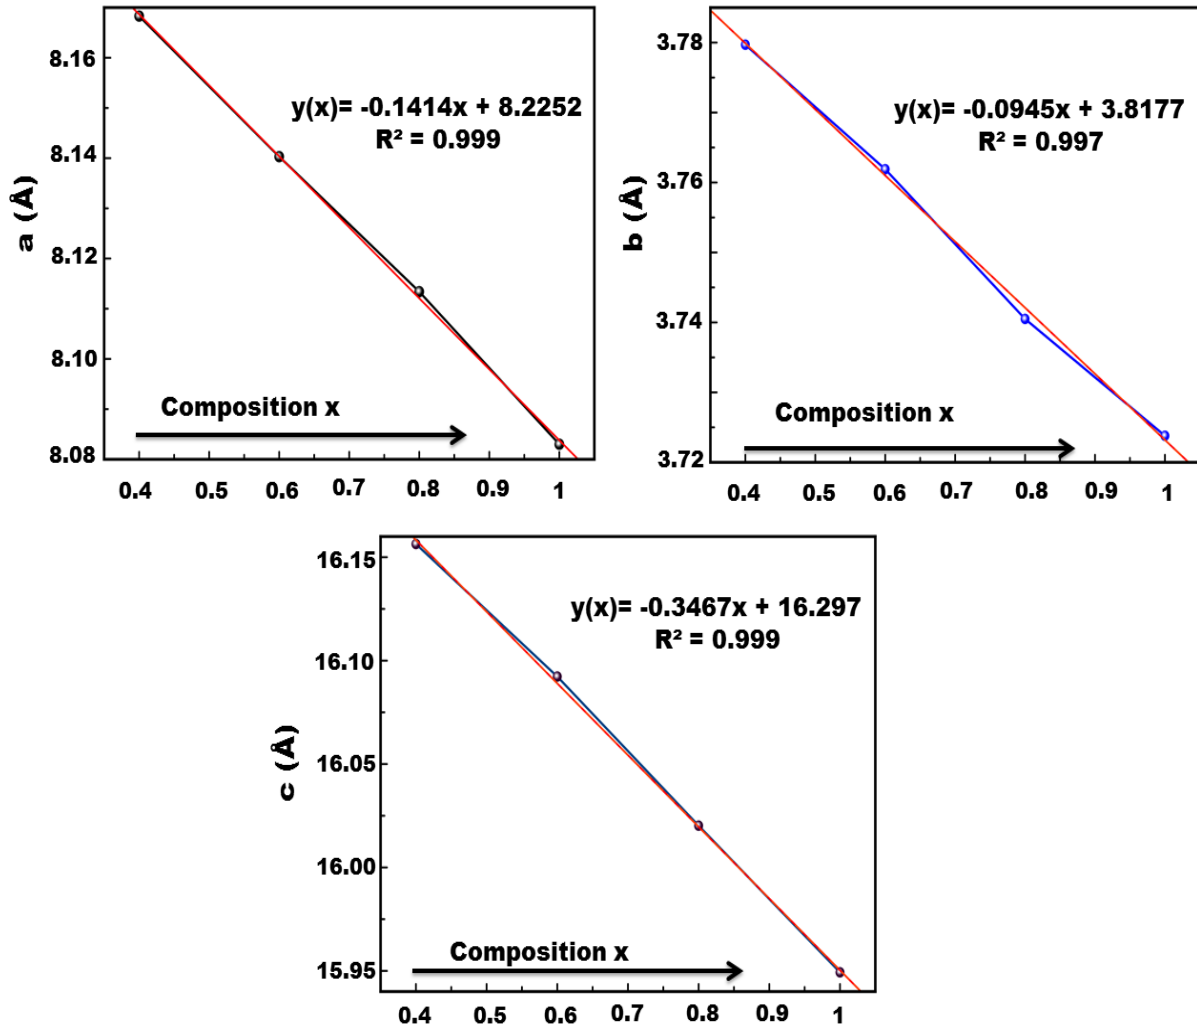 8.16
8.14
8.12
8.10
8.08
a (Å)
y(x)= -0.1414x + 8.2252
R² = 0.999
Composition x
0.4 0.5 0.6 0.7 0.8 0.9 1
3.78
3.76
3.74
3.72
b (Å)
y(x)= -0.0945x + 3.8177
R² = 0.997
Composition x
0.4 0.5 0.6 0.7 0.8 0.9 1
16.15
16.10
16.05
16.00
15.95
c (Å)
y(x)= -0.3467x + 16.297
R² = 0.999
Composition x
0.4 0.5 0.6 0.7 0.8 0.9 1